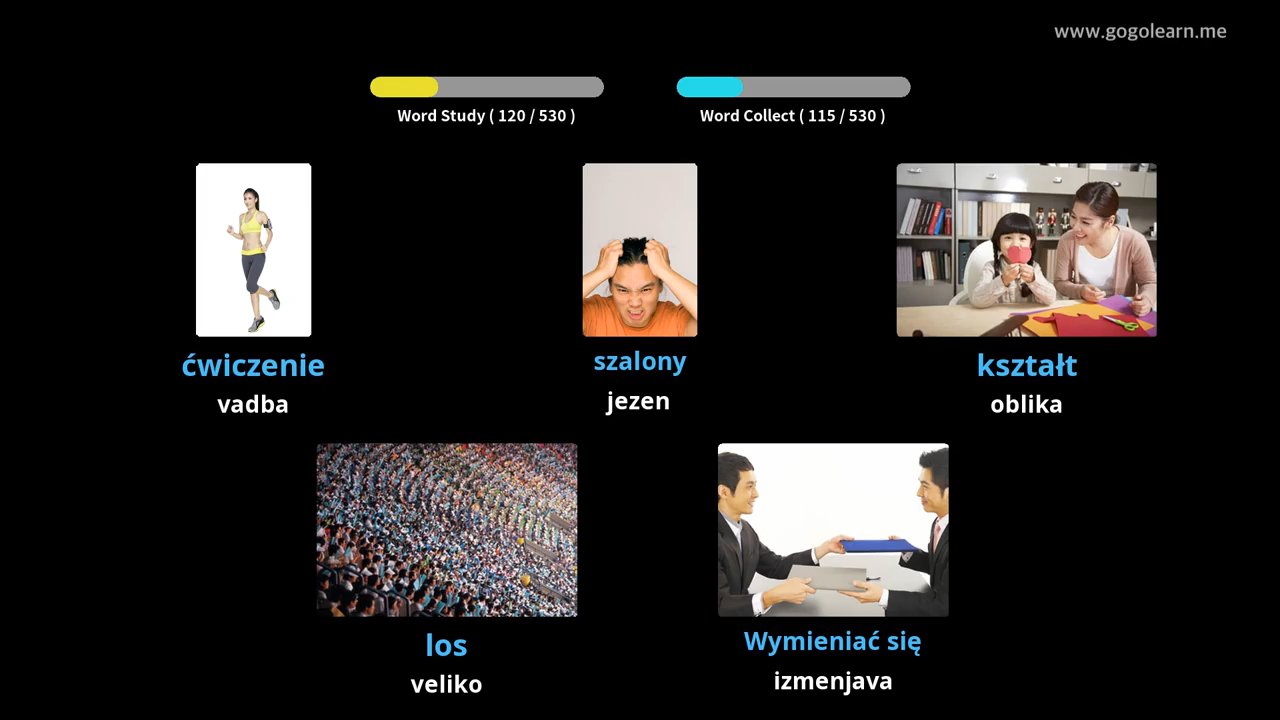 www.gogolearn.me
Word Study ( 120 / 530 )
Word Collect ( 115 / 530 )
ćwiczenie
vadba
szalony
jezen
kształt
oblika
los
veliko
Wymieniać się
izmenjava